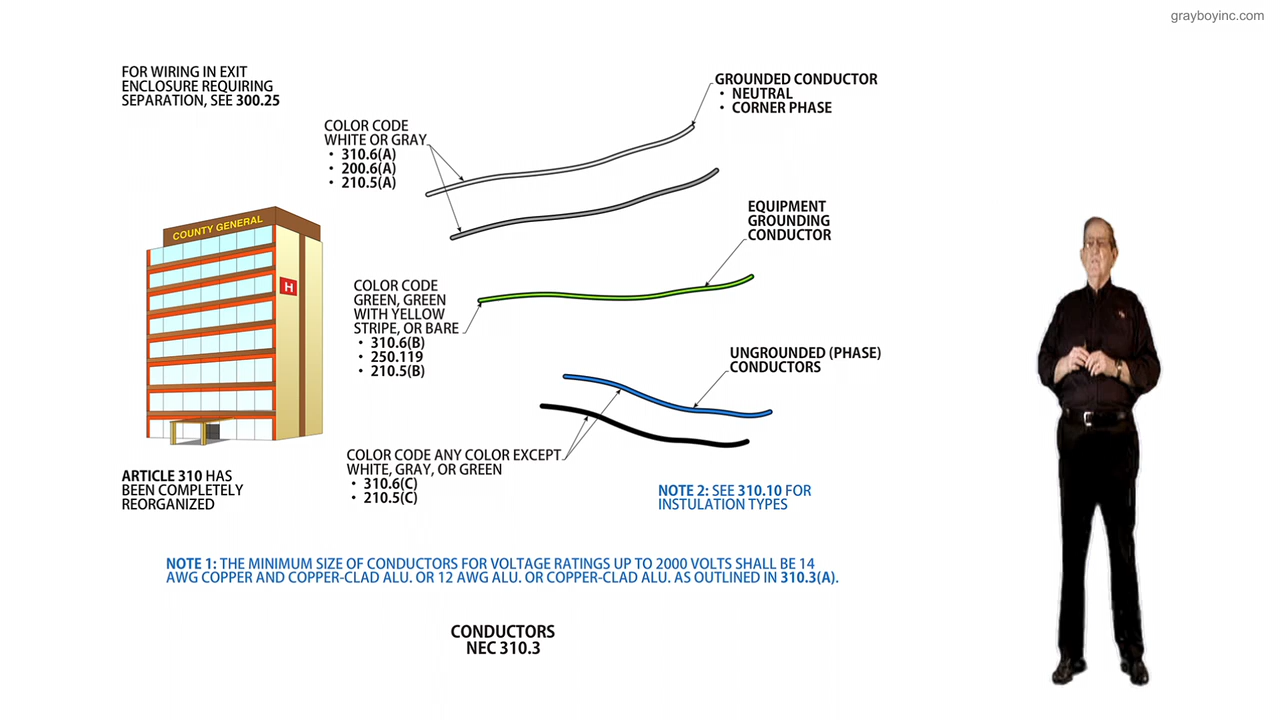 grayboyinc.com
FOR WIRING IN EXIT
ENCLOSURE REQUIRING
SEPARATION, SEE 300.25
GROUNDED CONDUCTOR
• NEUTRAL
• CORNER PHASE
COLOR CODE
WHITE OR GRAY
• 310.6(A)
• 200.6(A)
• 210.5(A)
EQUIPMENT
GROUNDING
CONDUCTOR
COUNTY GENERAL
H
COLOR CODE
GREEN, GREEN
WITH YELLOW
STRIPE, OR BARE
• 310.6(B)
• 250.119
• 210.5(B)
UNGROUNDED (PHASE)
CONDUCTORS
COLOR CODE ANY COLOR EXCEPT
WHITE, GRAY, OR GREEN
• 310.6(C)
• 210.5(C)
ARTICLE 310 HAS
BEEN COMPLETELY
REORGANIZED
NOTE 2: SEE 310.10 FOR
INSTULATION TYPES
NOTE 1: THE MINIMUM SIZE OF CONDUCTORS FOR VOLTAGE RATINGS UP TO 2000 VOLTS SHALL BE 14
AWG COPPER AND COPPER-CLAD ALU. OR 12 AWG ALU. OR COPPER-CLAD ALU. AS OUTLINED IN 310.3(A).
CONDUCTORS
NEC 310.3